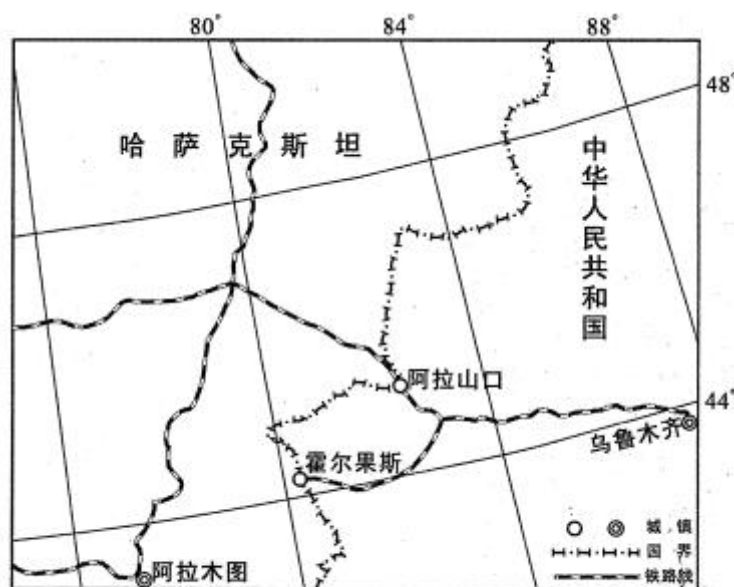 80° 84° 88°
48°
哈萨克斯坦
中华人民共和国
阿拉山口
44°
乌鲁木齐
霍尔果斯
城、镇
国界
铁路线
阿拉木图